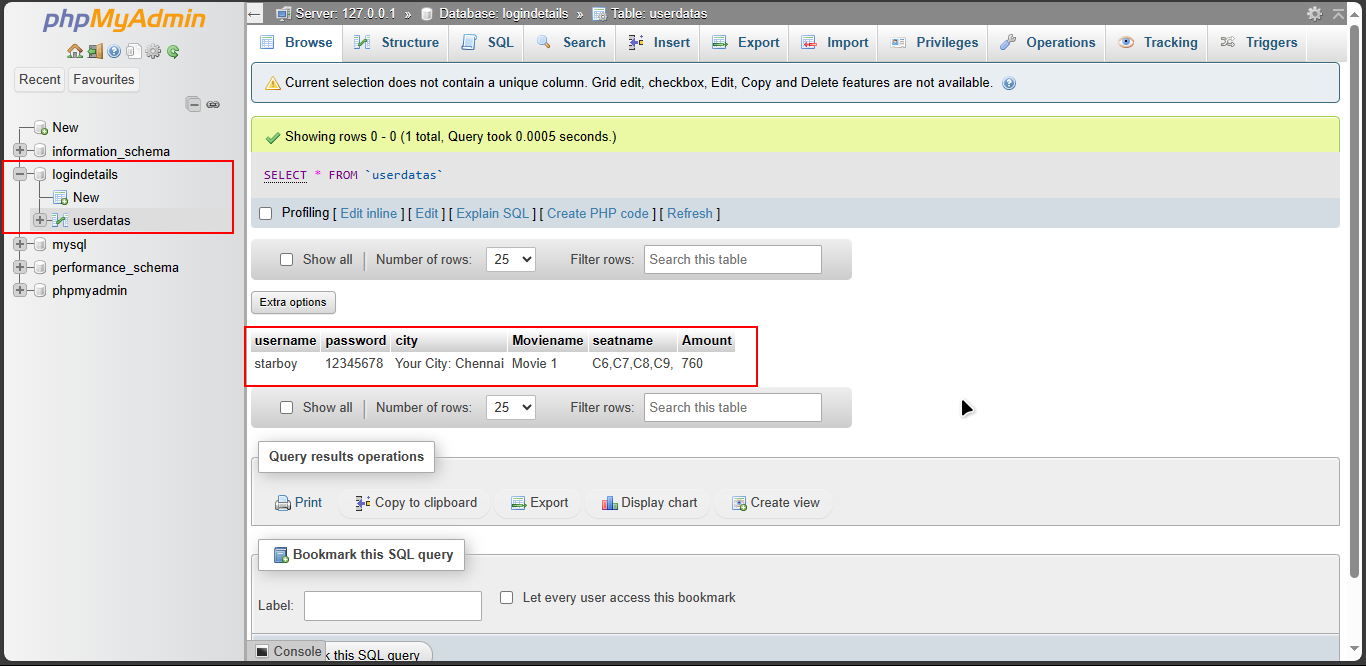 phpMyAdmin
Recent Favourites
New
information_schema
logindetails
New
userdatas
mysql
performance_schema
phpmyadmin
Server: 127.0.0.1 » Database: logindetails » Table: userdatas
Browse Structure SQL Search Insert Export Import Privileges Operations Tracking Triggers
Current selection does not contain a unique column. Grid edit, checkbox, Edit, Copy and Delete features are not available.
Showing rows 0 - 0 (1 total, Query took 0.0005 seconds.)
SELECT * FROM `userdatas`
Profiling [ Edit inline ] [ Edit ] [ Explain SQL ] [ Create PHP code ] [ Refresh ]
Show all Number of rows: 25 Filter rows: Search this table
Extra options
username password city Moviename seatname Amount
starboy 12345678 Your City: Chennai Movie 1 C6,C7,C8,C9, 760
Show all Number of rows: 25 Filter rows: Search this table
Query results operations
Print Copy to clipboard Export Display chart Create view
Bookmark this SQL query
Label: Let every user access this bookmark
Console k this SQL query